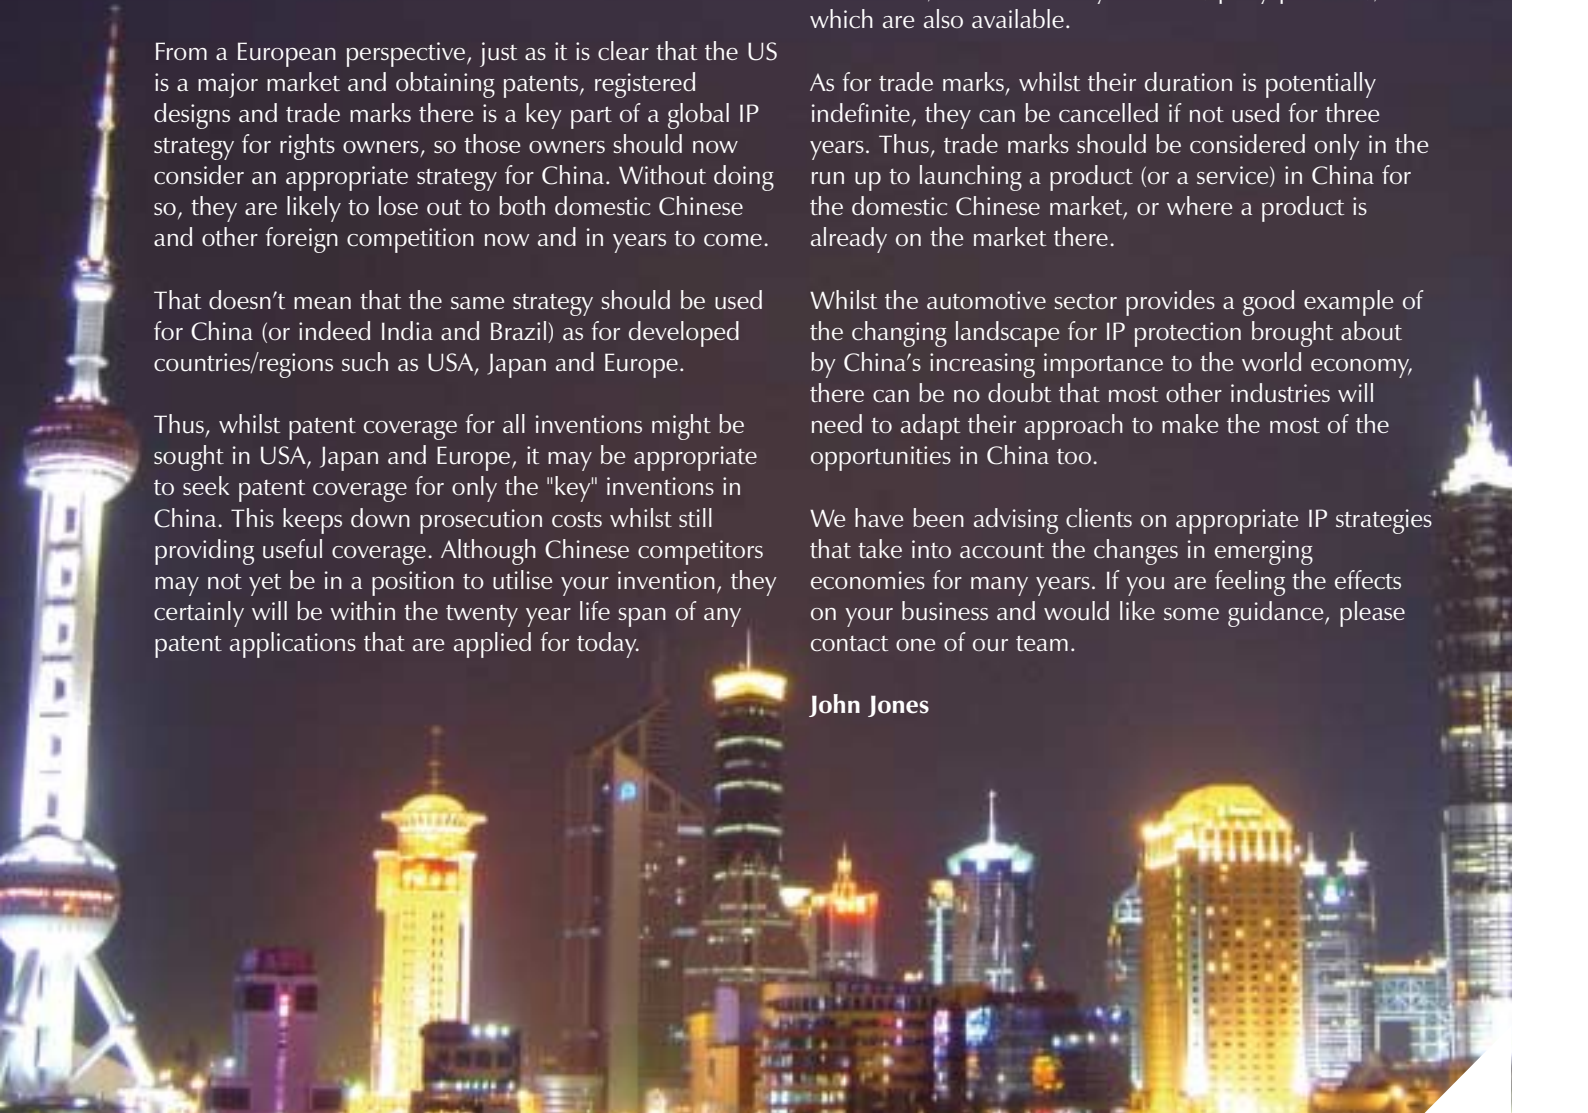 From a European perspective, just as it is clear that the US
is a major market and obtaining patents, registered
designs and trade marks there is a key part of a global IP
strategy for rights owners, so those owners should now
consider an appropriate strategy for China. Without doing
so, they are likely to lose out to both domestic Chinese
and other foreign competition now and in years to come.
That doesn’t mean that the same strategy should be used
for China (or indeed India and Brazil) as for developed
countries/regions such as USA, Japan and Europe.
Thus, whilst patent coverage for all inventions might be
sought in USA, Japan and Europe, it may be appropriate
to seek patent coverage for only the "key" inventions in
China. This keeps down prosecution costs whilst still
providing useful coverage. Although Chinese competitors
may not yet be in a position to utilise your invention, they
certainly will be within the twenty year life span of any
patent applications that are applied for today.
which are also available.
As for trade marks, whilst their duration is potentially
indefinite, they can be cancelled if not used for three
years. Thus, trade marks should be considered only in the
run up to launching a product (or a service) in China for
the domestic Chinese market, or where a product is
already on the market there.
Whilst the automotive sector provides a good example of
the changing landscape for IP protection brought about
by China’s increasing importance to the world economy,
there can be no doubt that most other industries will
need to adapt their approach to make the most of the
opportunities in China too.
We have been advising clients on appropriate IP strategies
that take into account the changes in emerging
economies for many years. If you are feeling the effects
on your business and would like some guidance, please
contact one of our team.
John Jones